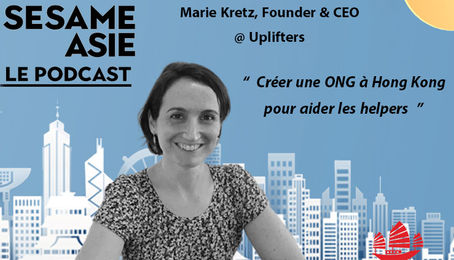 SESAME
ASIE
LE PODCAST
Marie Kretz, Founder & CEO
@ Uplifters
“ Créer une ONG à Hong Kong
pour aider les helpers ”